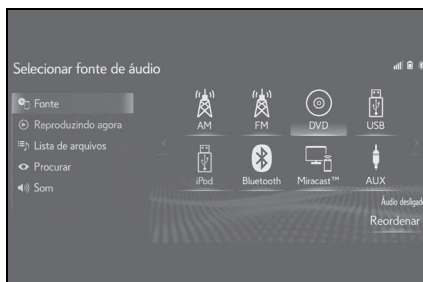 Selecionar fonte de áudio
Fonte
Reproduzindo agora
Lista de arquivos
Procurar
Som
AM
FM
DVD
USB
iPod
Bluetooth
Miracast™
AUX
Áudio desligado
Reordenar